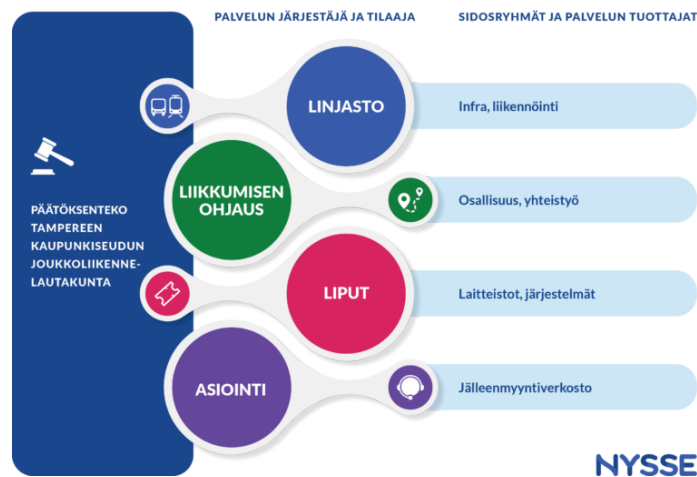 PALVELUN JÄRJESTÄJÄ JA TILAAJA
SIDOSRYHMÄT JA PALVELUN TUOTTAJAT
PÄÄTÖKSENTEKO
TAMPEREEN
KAUPUNKISEUDUN
JOUKKOLIIKENNE-
LAUTAKUNTA
LINJASTO
Infra, liikennöinti
LIIKKUMISEN
OHJAUS
Osallisuus, yhteistyö
LIPUT
Laitteistot, järjestelmät
ASIOINTI
Jälleenmyyntiverkosto
NYSSE